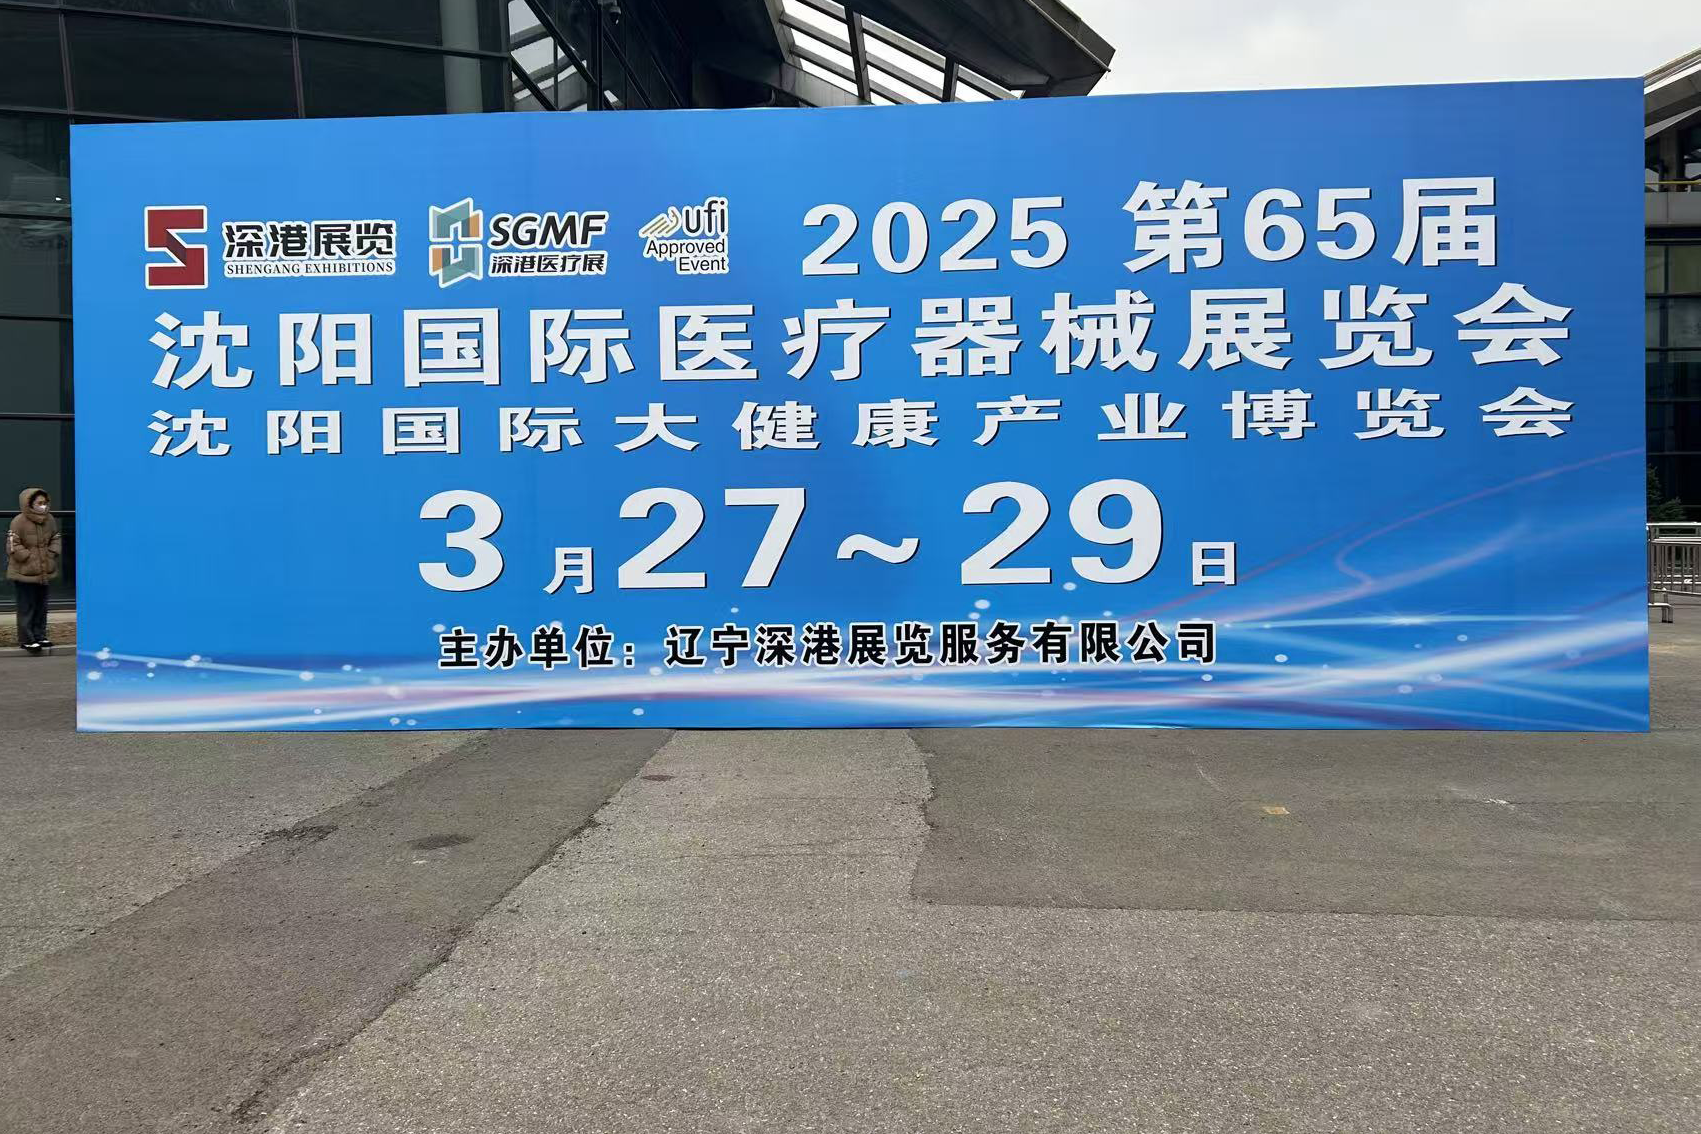 深港展览
SHENGANG EXHIBITIONS
SGMF
深港医疗展
ufi
Approved
Event
2025 第65届
沈阳国际医疗器械展览会
沈阳国际大健康产业博览会
3月27~29日
主办单位：辽宁深港展览服务有限公司